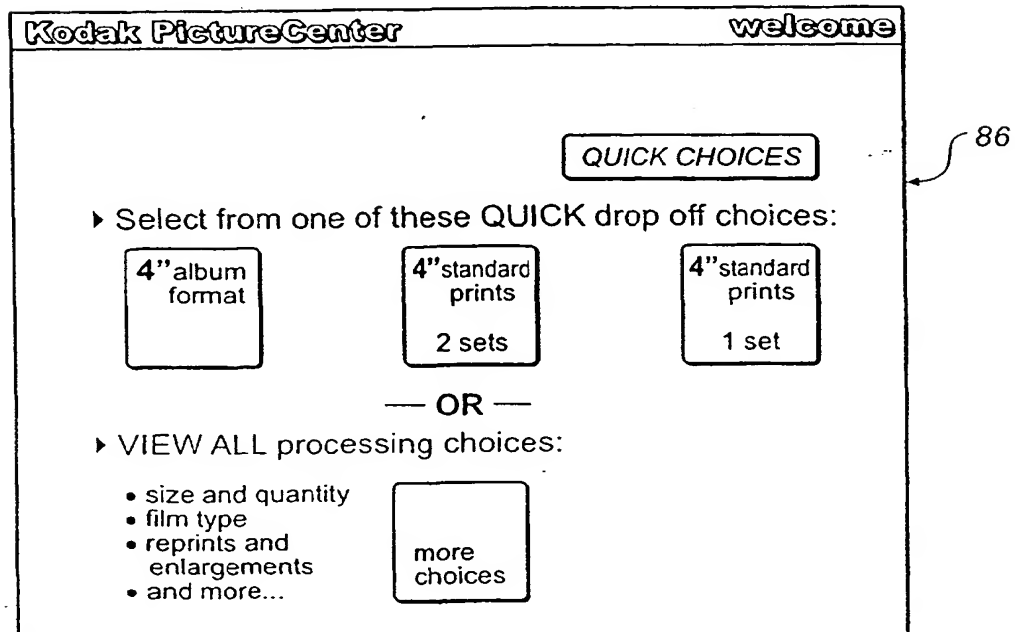 Kodak PictureCenter welcome
QUICK CHOICES
86
▸ Select from one of these QUICK drop off choices:
4" album
format
4" standard
prints
2 sets
4" standard
prints
1 set
— OR —
▸ VIEW ALL processing choices:
• size and quantity
• film type
• reprints and
enlargements
• and more...
more
choices